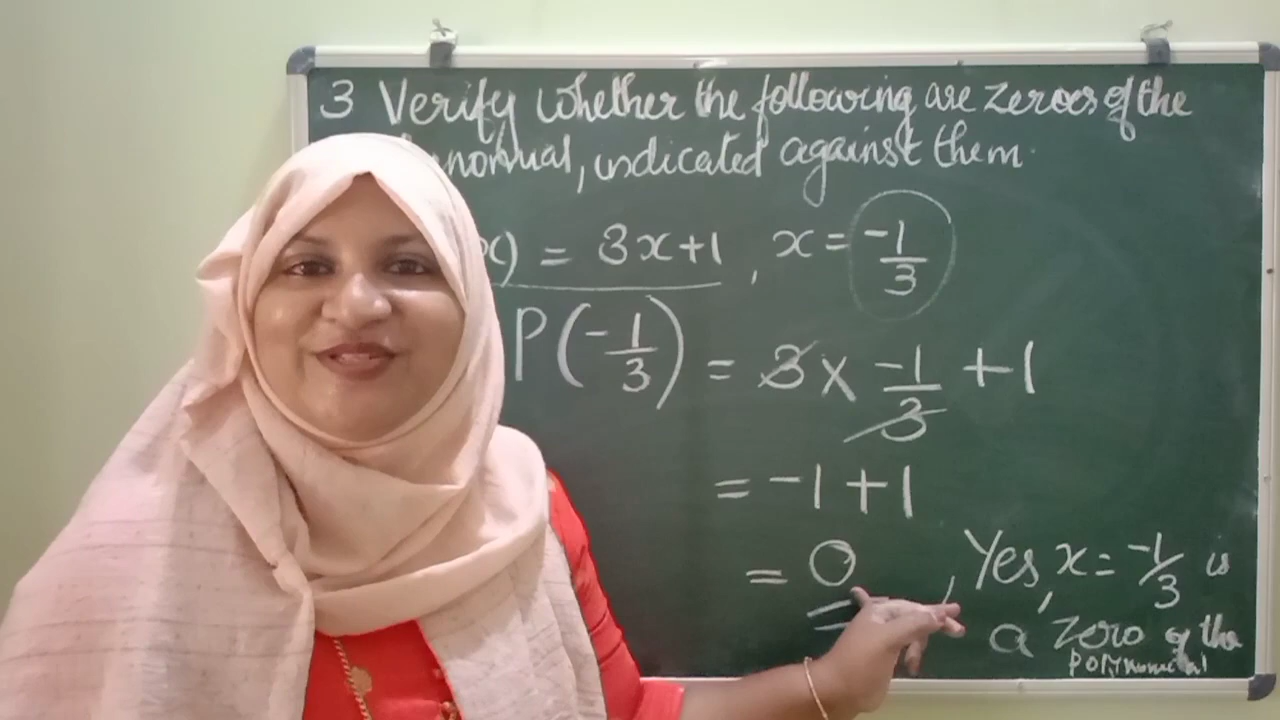 3 Verify whether the following are zeroes of the
indicated against them.
= 3x+1, x = -1/3
P(-1/3) = 3 x -1/3 +1
= -1+1
= 0, Yes, x = -1/3 is
a zero of the
Polynomial